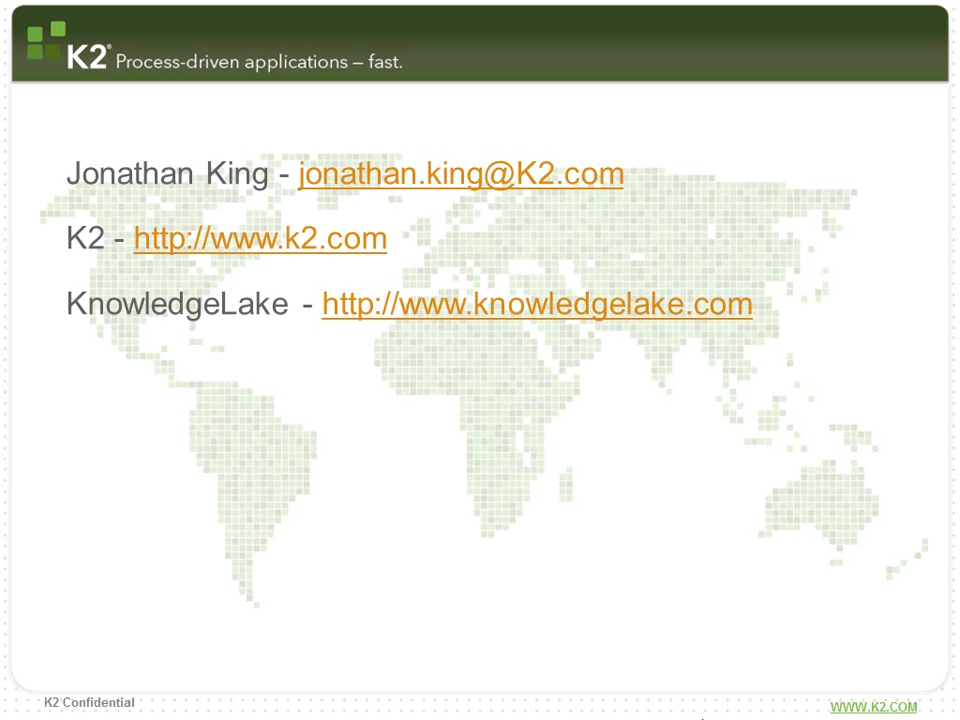 K2® Process-driven applications – fast.
Jonathan King - jonathan.king@K2.com
K2 - http://www.k2.com
KnowledgeLake - http://www.knowledgelake.com
K2 Confidential
WWW.K2.COM